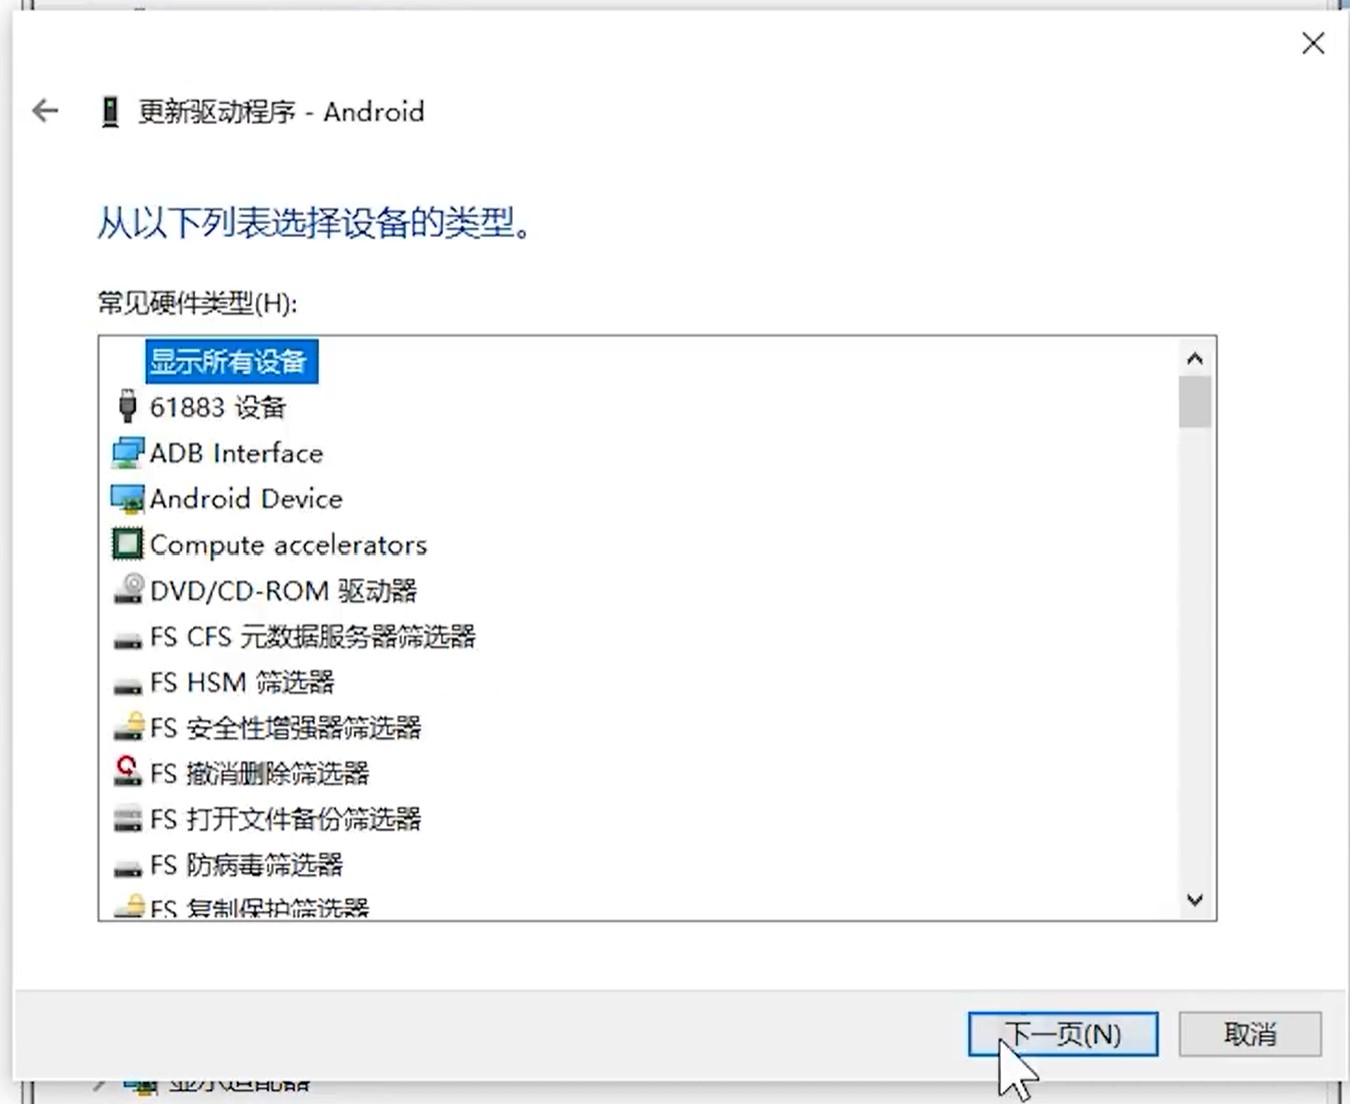 更新驱动程序 - Android
从以下列表选择设备的类型。
常见硬件类型(H):
显示所有设备
61883 设备
ADB Interface
Android Device
Compute accelerators
DVD/CD-ROM 驱动器
FS CFS 元数据服务器筛选器
FS HSM 筛选器
FS 安全性增强器筛选器
FS 撤消删除筛选器
FS 打开文件备份筛选器
FS 防病毒筛选器
FS 复制保护筛选器
下一页(N)
取消
显示适配器